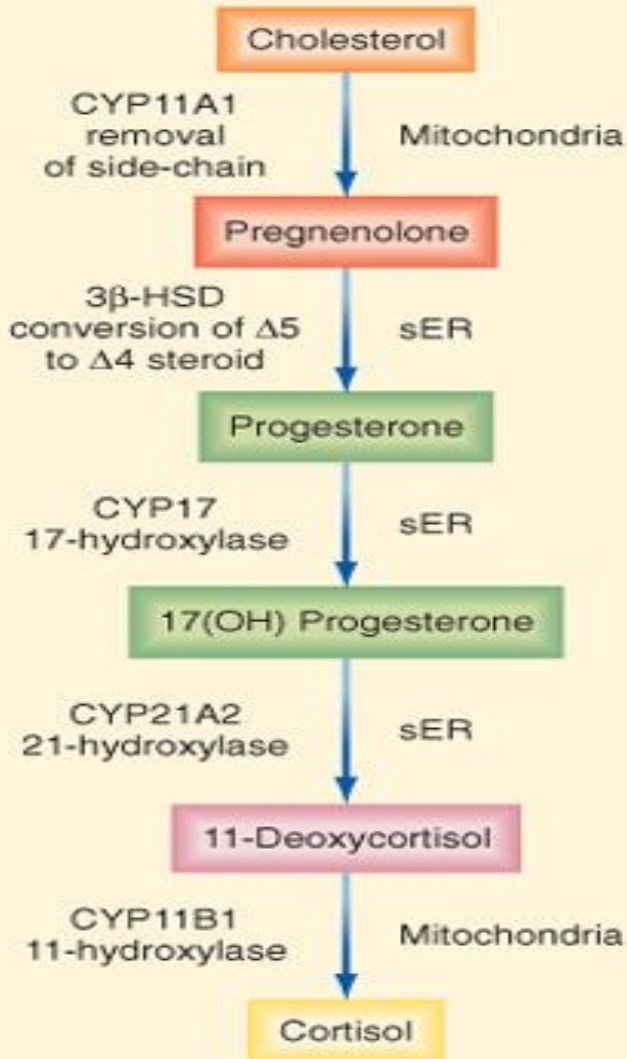 Cholesterol
CYP11A1
removal
of side-chain
Mitochondria
Pregnenolone
3β-HSD
conversion of Δ5
to Δ4 steroid
sER
Progesterone
CYP17
17-hydroxylase
sER
17(OH) Progesterone
CYP21A2
21-hydroxylase
sER
11-Deoxycortisol
CYP11B1
11-hydroxylase
Mitochondria
Cortisol